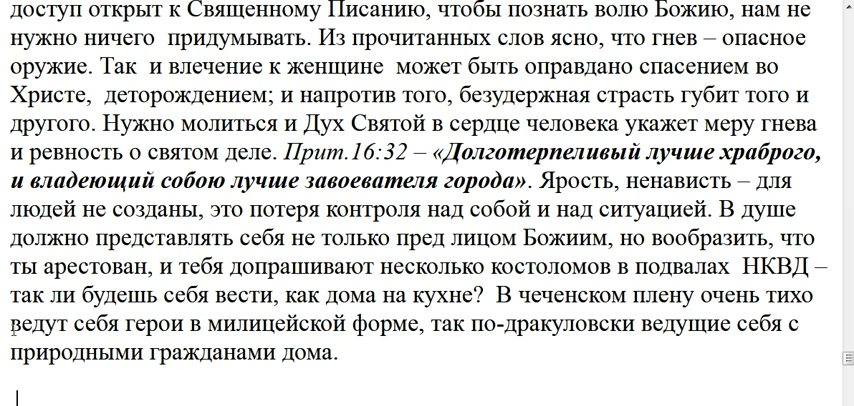 доступ открыт к Священному Писанию, чтобы познать волю Божию, нам не
нужно ничего придумывать. Из прочитанных слов ясно, что гнев – опасное
оружие. Так и влечение к женщине может быть оправдано спасением во
Христе, деторождением; и напротив того, безудержная страсть губит того и
другого. Нужно молиться и Дух Святой в сердце человека укажет меру гнева
и ревность о святом деле. Прит.16:32 – «Долготерпеливый лучше храброго,
и владеющий собою лучше завоевателя города». Ярость, ненависть – для
людей не созданы, это потеря контроля над собой и над ситуацией. В душе
должно представлять себя не только пред лицом Божиим, но вообразить, что
ты арестован, и тебя допрашивают несколько костоломов в подвалах НКВД –
так ли будешь себя вести, как дома на кухне? В чеченском плену очень тихо
ведут себя герои в милицейской форме, так по-дракуловски ведущие себя с
природными гражданами дома.